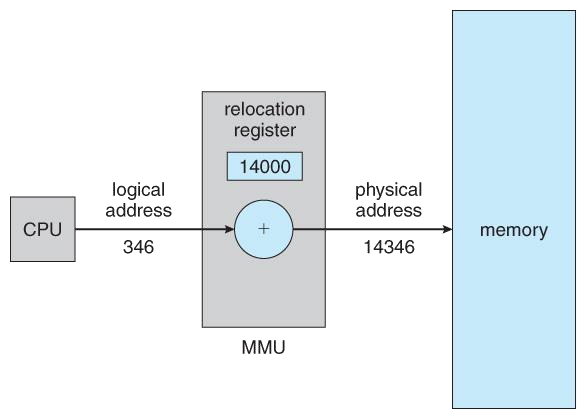 relocation
register
14000
logical
address
346
CPU
+
physical
address
14346
memory
MMU